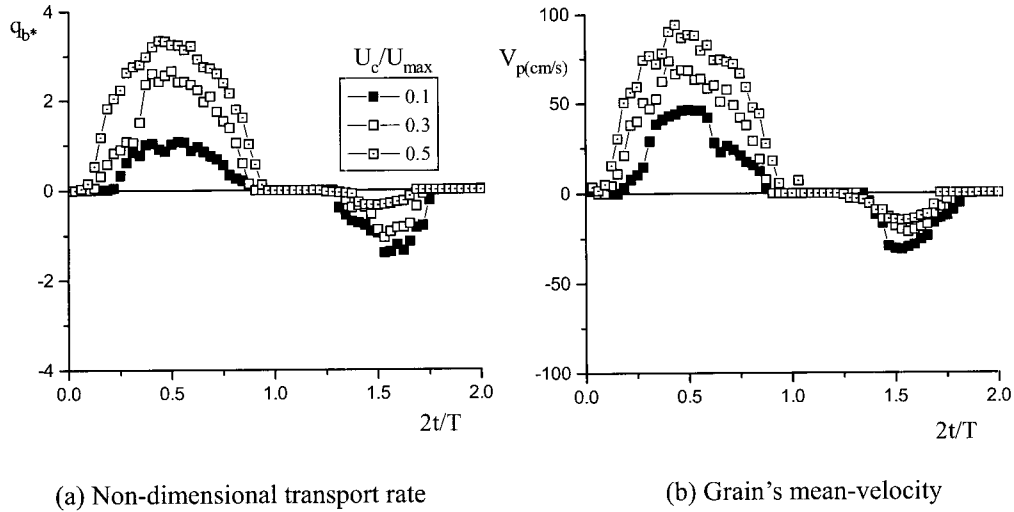 q_b*
4
2
0
-2
-4
0.0 0.5 1.0 1.5 2.0
2t/T
U_c/U_max
0.1
0.3
0.5
(a) Non-dimensional transport rate
V_p(cm/s)
100
50
0
-50
-100
0.0 0.5 1.0 1.5 2.0
2t/T
(b) Grain's mean-velocity